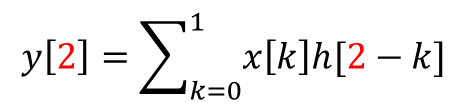 y[2] = ∑_{k=0}^{1} x[k]h[2 − k]